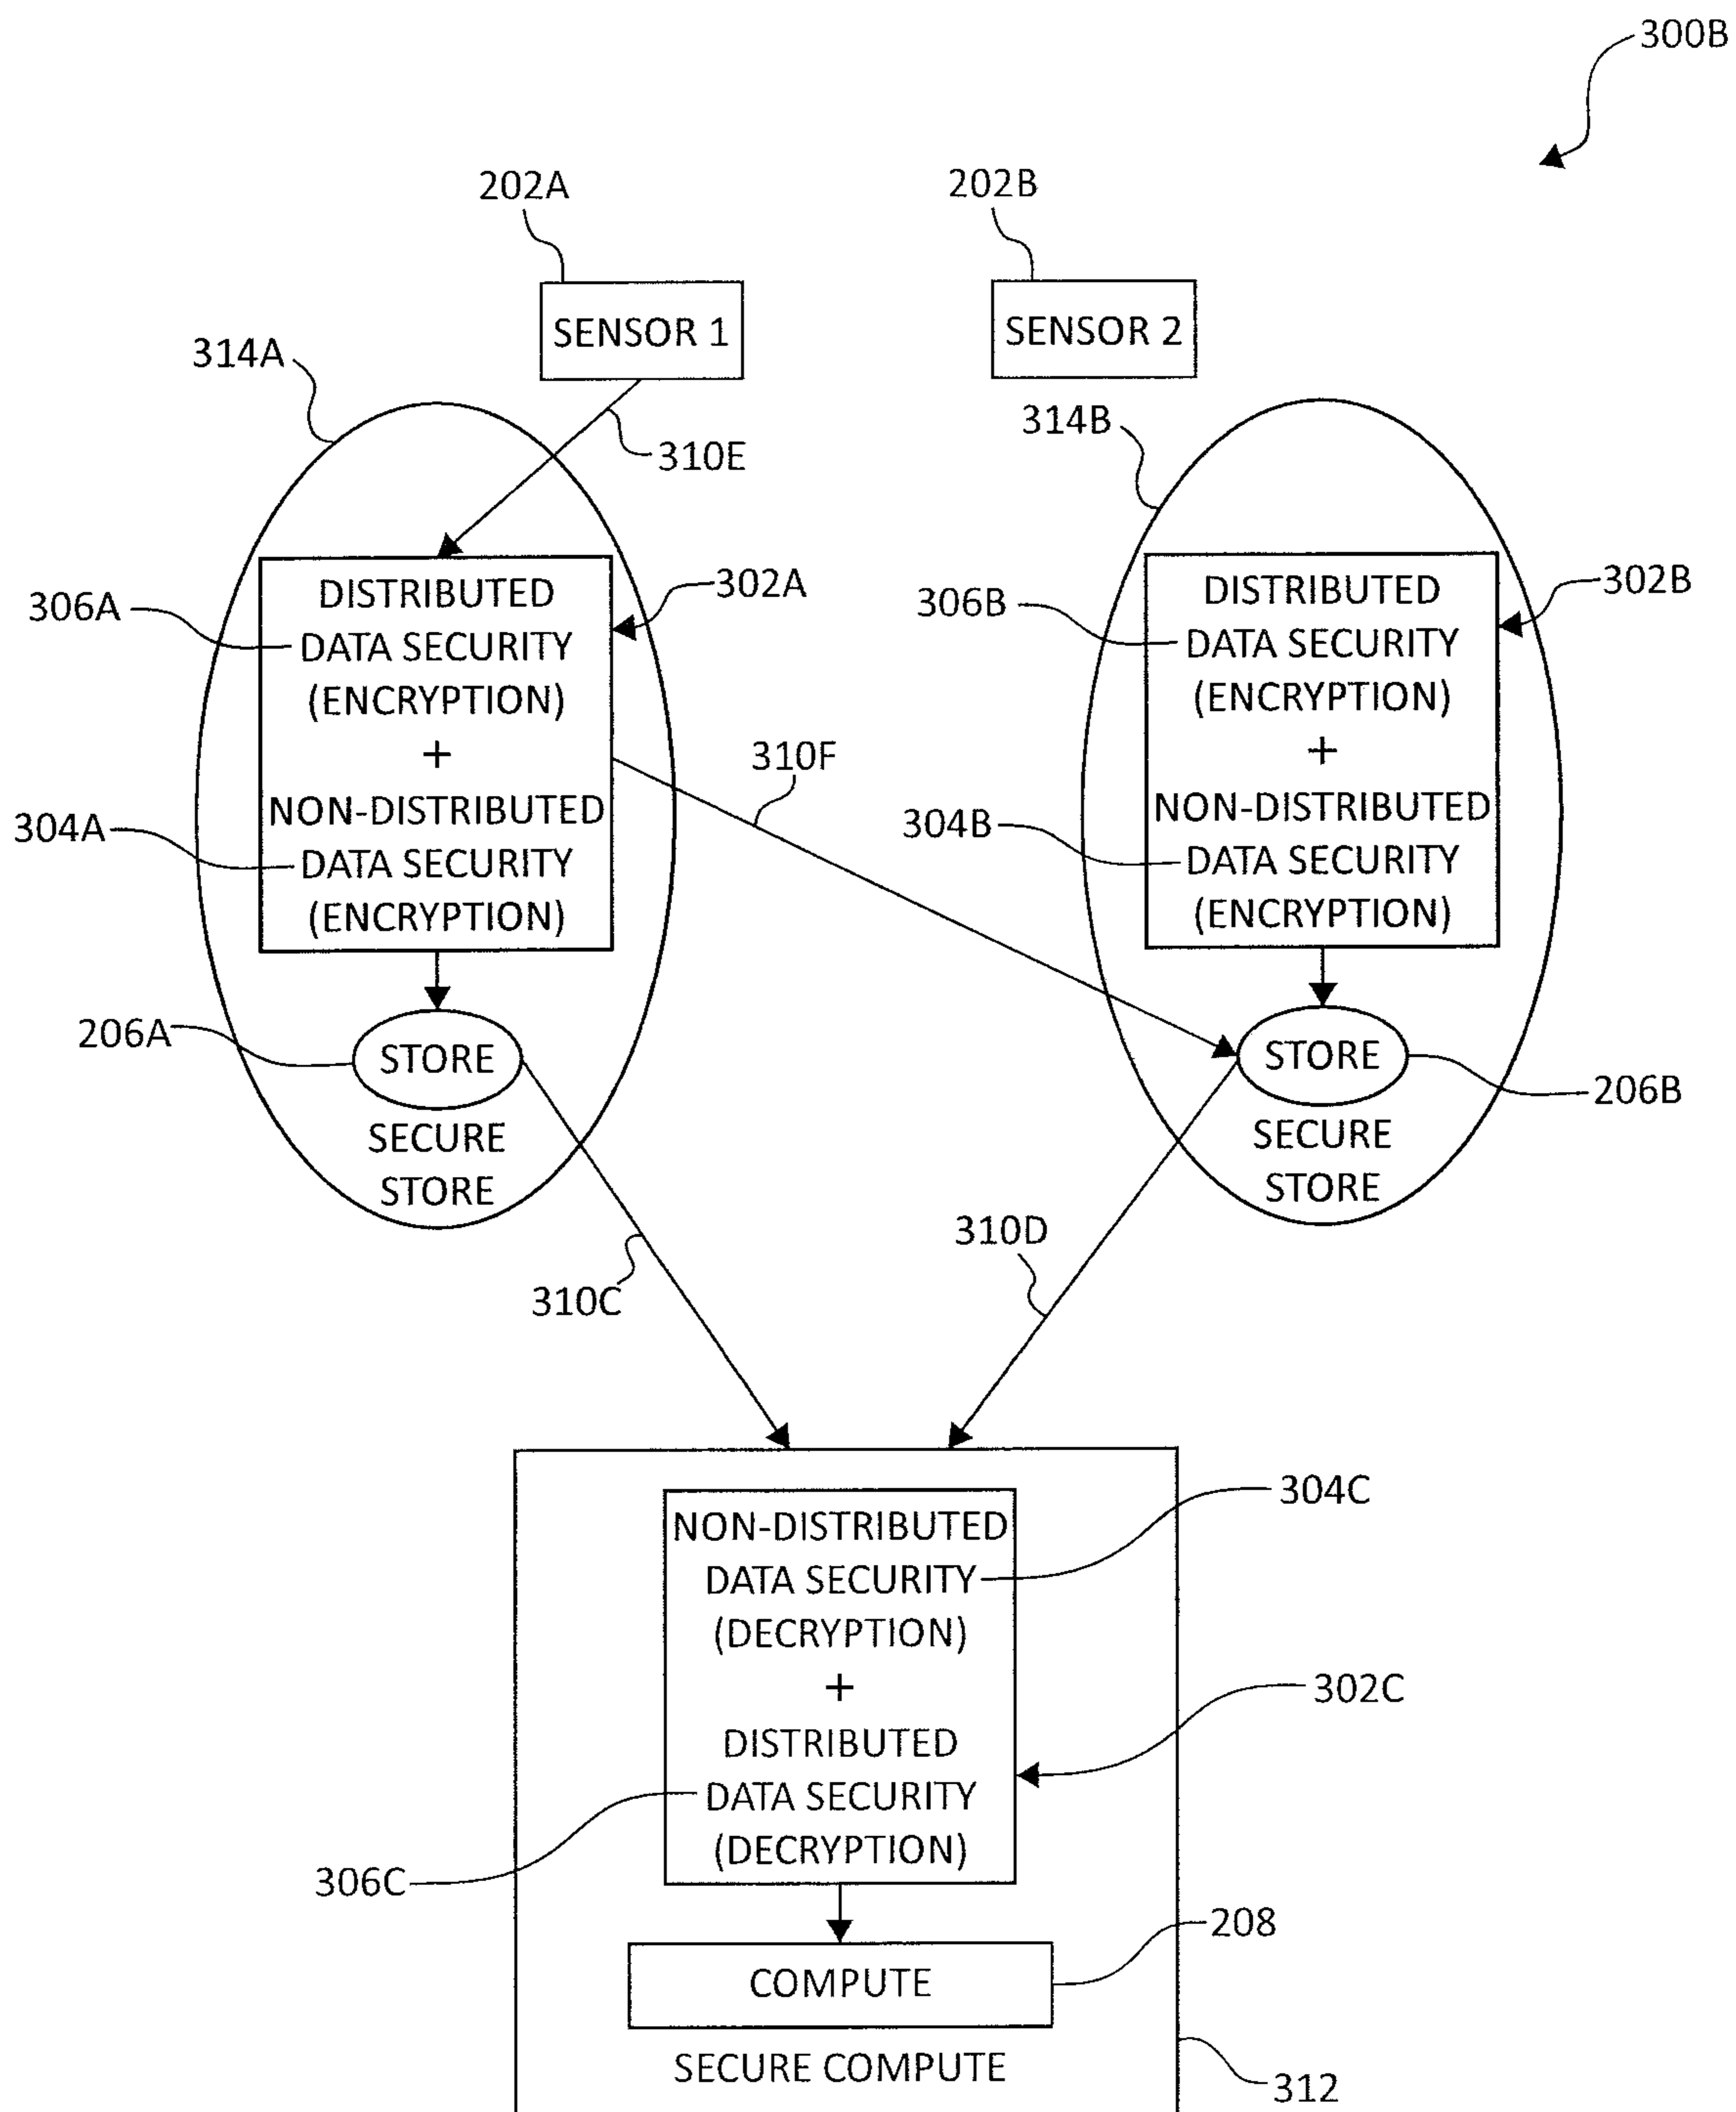 300B
202A
202B
SENSOR 1
SENSOR 2
314A
314B
310E
DISTRIBUTED
DATA SECURITY
(ENCRYPTION)
+
NON-DISTRIBUTED
DATA SECURITY
(ENCRYPTION)
306A
302A
304A
310F
DISTRIBUTED
DATA SECURITY
(ENCRYPTION)
+
NON-DISTRIBUTED
DATA SECURITY
(ENCRYPTION)
306B
302B
304B
206A
STORE
SECURE
STORE
STORE
206B
SECURE
STORE
310C
310D
NON-DISTRIBUTED
DATA SECURITY
(DECRYPTION)
+
DISTRIBUTED
DATA SECURITY
(DECRYPTION)
304C
302C
306C
208
COMPUTE
SECURE COMPUTE
312